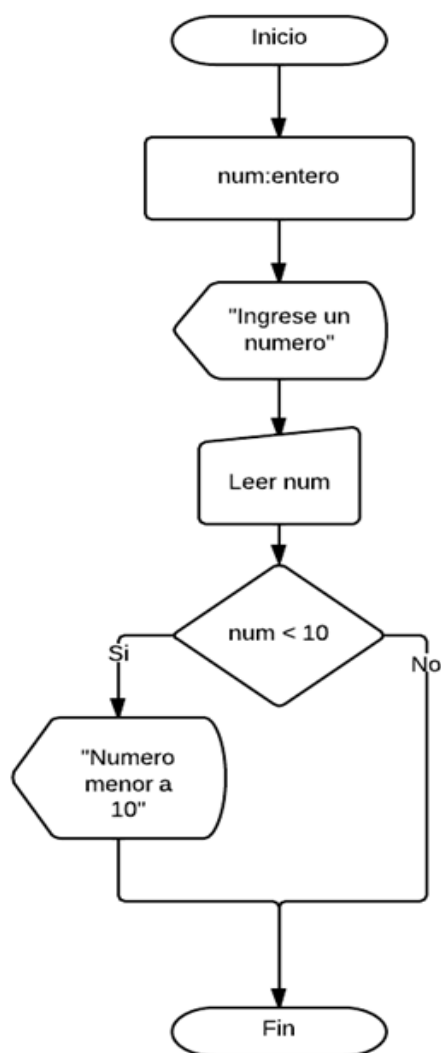 Inicio
num:entero
"Ingrese un
numero"
Leer num
num < 10
Si
No
"Numero
menor a
10"
Fin